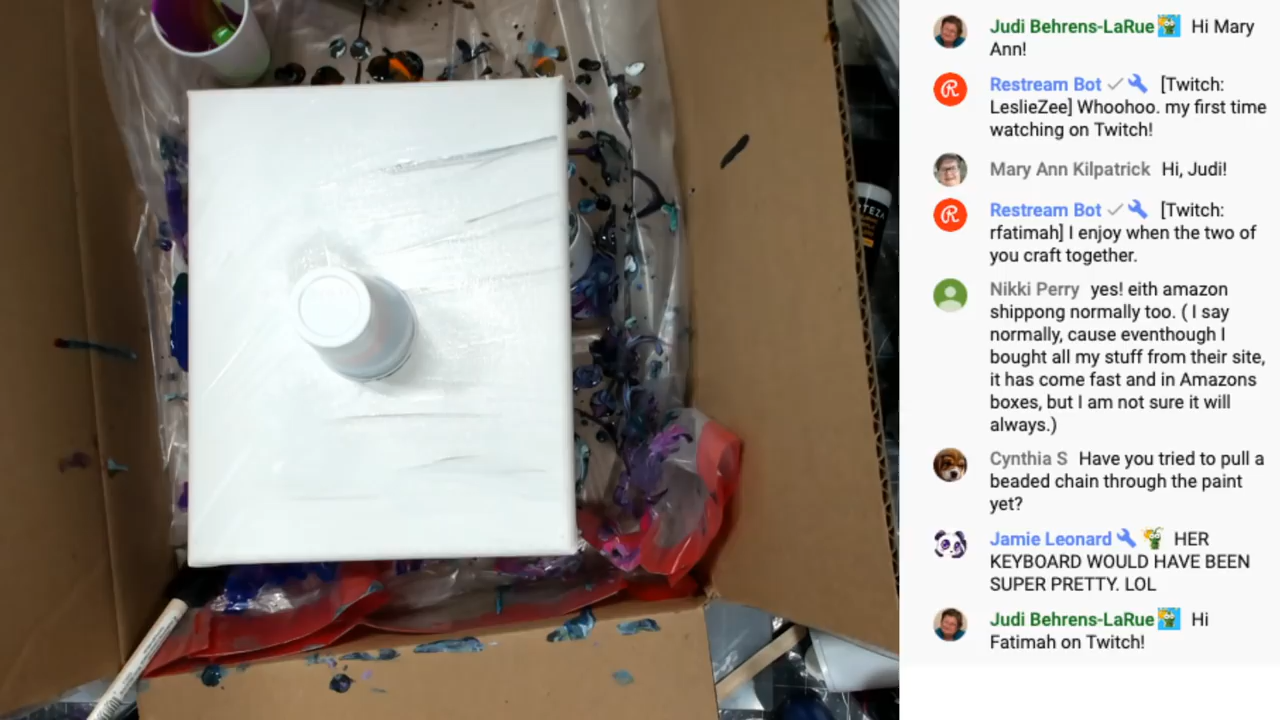 Judi Behrens-LaRue Hi Mary
Ann!
Restream Bot [Twitch:
LeslieZee] Whoohoo. my first time
watching on Twitch!
Mary Ann Kilpatrick Hi, Judi!
Restream Bot [Twitch:
rfatimah] I enjoy when the two of
you craft together.
Nikki Perry yes! eith amazon
shippong normally too. ( I say
normally, cause eventhough I
bought all my stuff from their site,
it has come fast and in Amazons
boxes, but I am not sure it will
always.)
Cynthia S Have you tried to pull a
beaded chain through the paint
yet?
Jamie Leonard HER
KEYBOARD WOULD HAVE BEEN
SUPER PRETTY. LOL
Judi Behrens-LaRue Hi
Fatimah on Twitch!